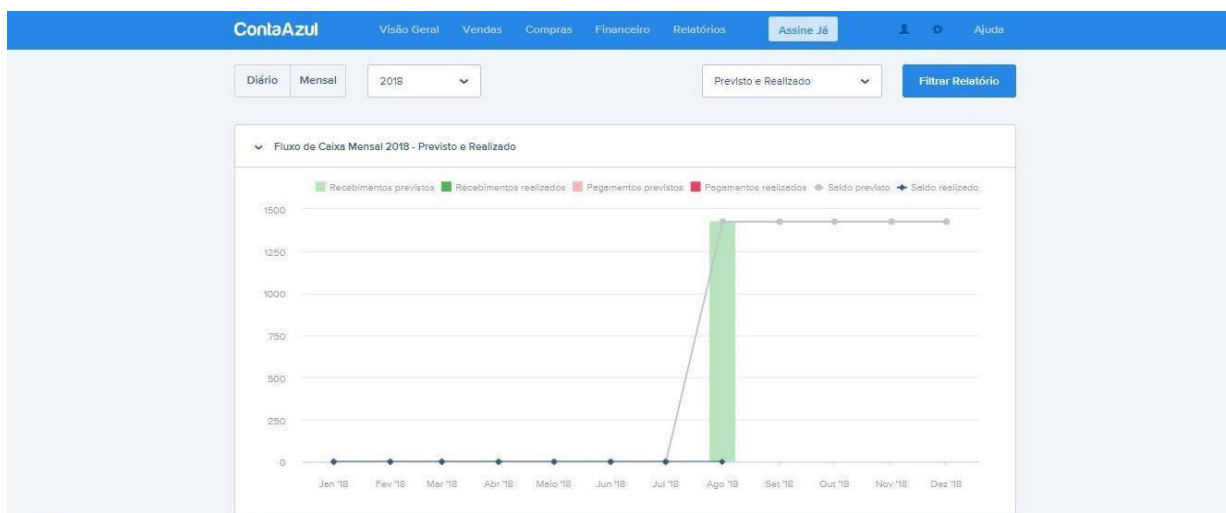 ContaAzul Visão Geral Vendas Compras Financeiro Relatórios Assine Já Ajuda
Diário Mensal 2018 Previsto e Realizado Filtrar Relatório
Fluxo de Caixa Mensal 2018 - Previsto e Realizado
Recebimentos previstos Recebimentos realizados Pagamentos previstos Pagamentos realizados Saldo previsto Saldo realizado
1500
1250
1000
750
500
250
0
Jan '18 Fev '18 Mar '18 Abr '18 Maio '18 Jun '18 Jul '18 Ago '18 Set '18 Out '18 Nov '18 Dez '18